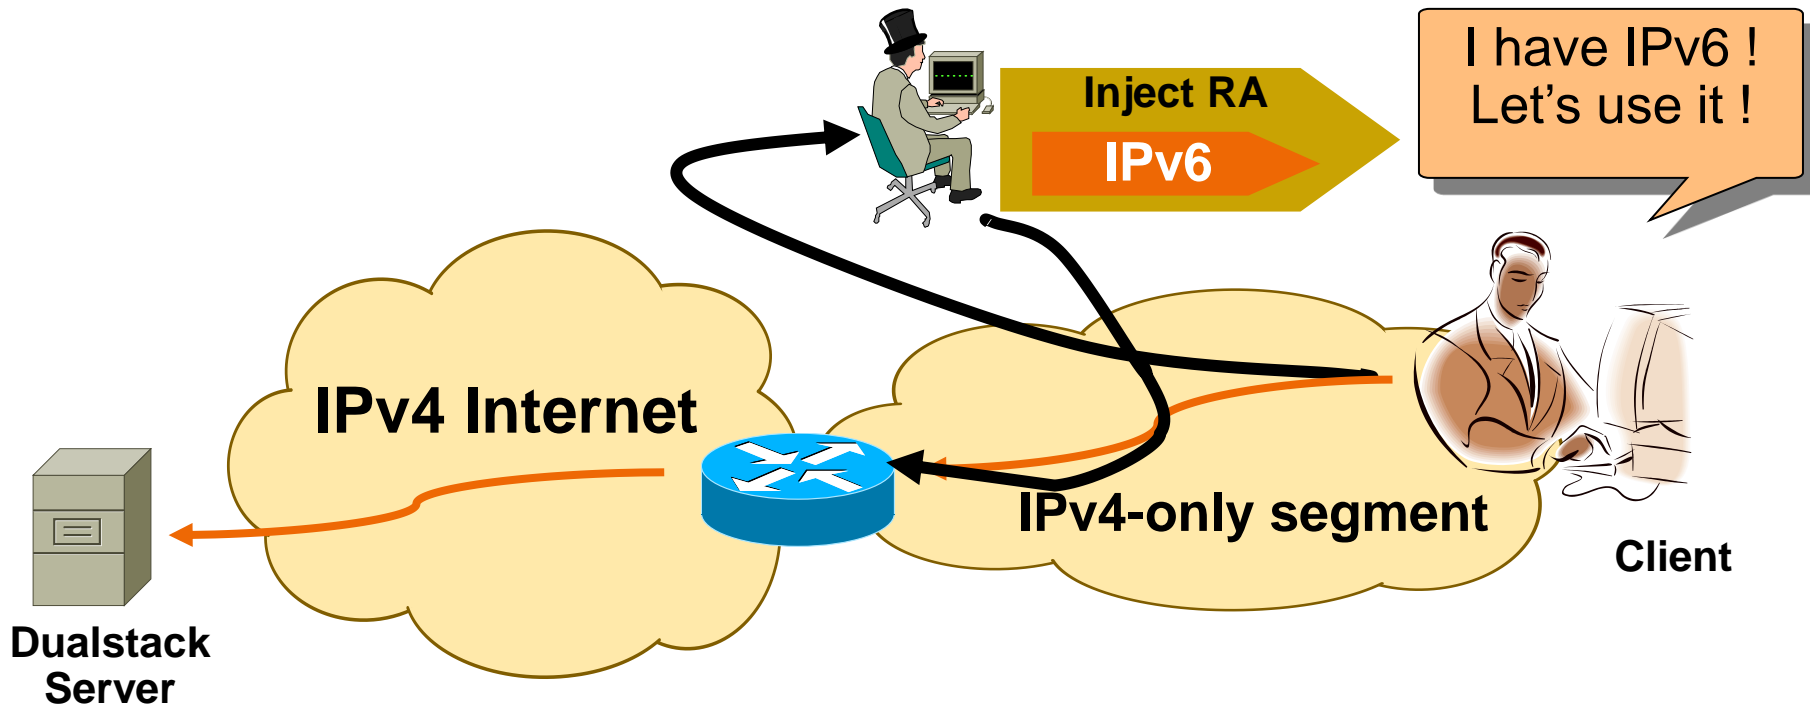 I have IPv6 !
Let’s use it !
Inject RA
IPv6
IPv4 Internet
IPv4-only segment
Client
Dualstack
Server